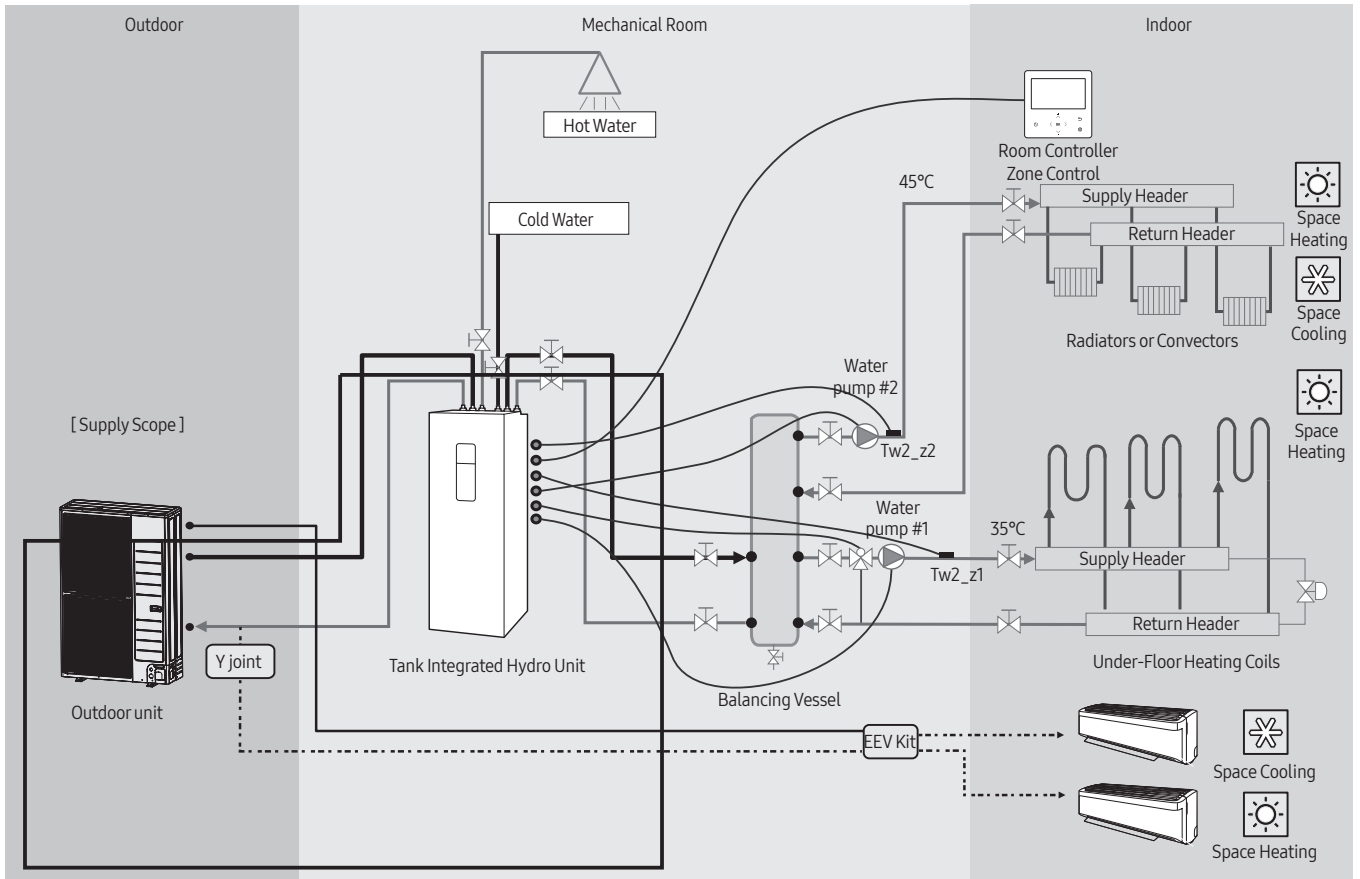 Outdoor
Mechanical Room
Indoor
Hot Water
Room Controller
Zone Control
45°C
Cold Water
Supply Header
Return Header
Space
Heating
Space
Cooling
Radiators or Convectors
Water
pump #2
Tw2_z2
Space
Heating
[ Supply Scope ]
Water
pump #1
35°C
Tw2_z1
Supply Header
Return Header
Under-Floor Heating Coils
Y joint
Tank Integrated Hydro Unit
Balancing Vessel
Outdoor unit
EEV Kit
Space Cooling
Space Heating